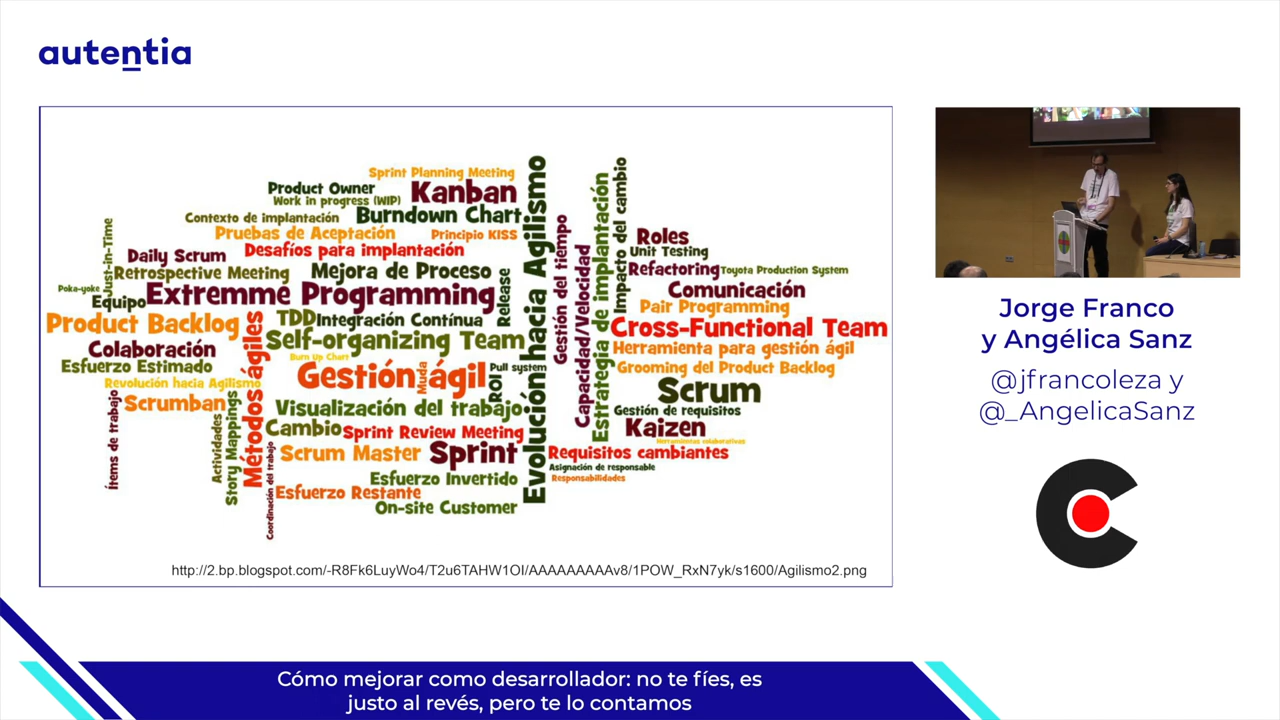 autentia
Sprint Planning Meeting
Product Owner
Kanban
Work in progress (WIP)
Contexto de implantación
Burndown Chart
Pruebas de Aceptación
Principio KISS
Just-in-Time
Daily Scrum
Desafíos para implantación
Retrospective Meeting
Mejora de Proceso
Release
Poka-yoke
Equipo
Extremme Programming
Product Backlog
TDD
Integración Contínua
Colaboración
Self-organizing Team
Burn Up Chart
Esfuerzo Estimado
Métodos ágiles
Gestión ágil
Muda
ROI
Pull system
Revolución hacia Agilismo
Scrumban
Visualización del trabajo
Ítems de trabajo
Actividades
Story Mappings
Cambio
Sprint Review Meeting
Coordinación del trabajo
Scrum Master
Sprint
Esfuerzo Invertido
Esfuerzo Restante
On-site Customer
Evolución hacia Agilismo
Gestión del tiempo
Capacidad/Velocidad
Estrategia de implantación
Impacto del cambio
Roles
Unit Testing
Refactoring
Toyota Production System
Comunicación
Pair Programming
Cross-Functional Team
Herramienta para gestión ágil
Grooming del Product Backlog
Scrum
Gestión de requisitos
Kaizen
Herramientas colaborativas
Requisitos cambiantes
Asignación de responsable
Responsabilidades
http://2.bp.blogspot.com/-R8Fk6LuyWo4/T2u6TAHW1OI/AAAAAAAAAv8/1POW_RxN7yk/s1600/Agilismo2.png
Jorge Franco
y Angélica Sanz
@jfrancoleza y
@_AngelicaSanz
Cómo mejorar como desarrollador: no te fíes, es
justo al revés, pero te lo contamos